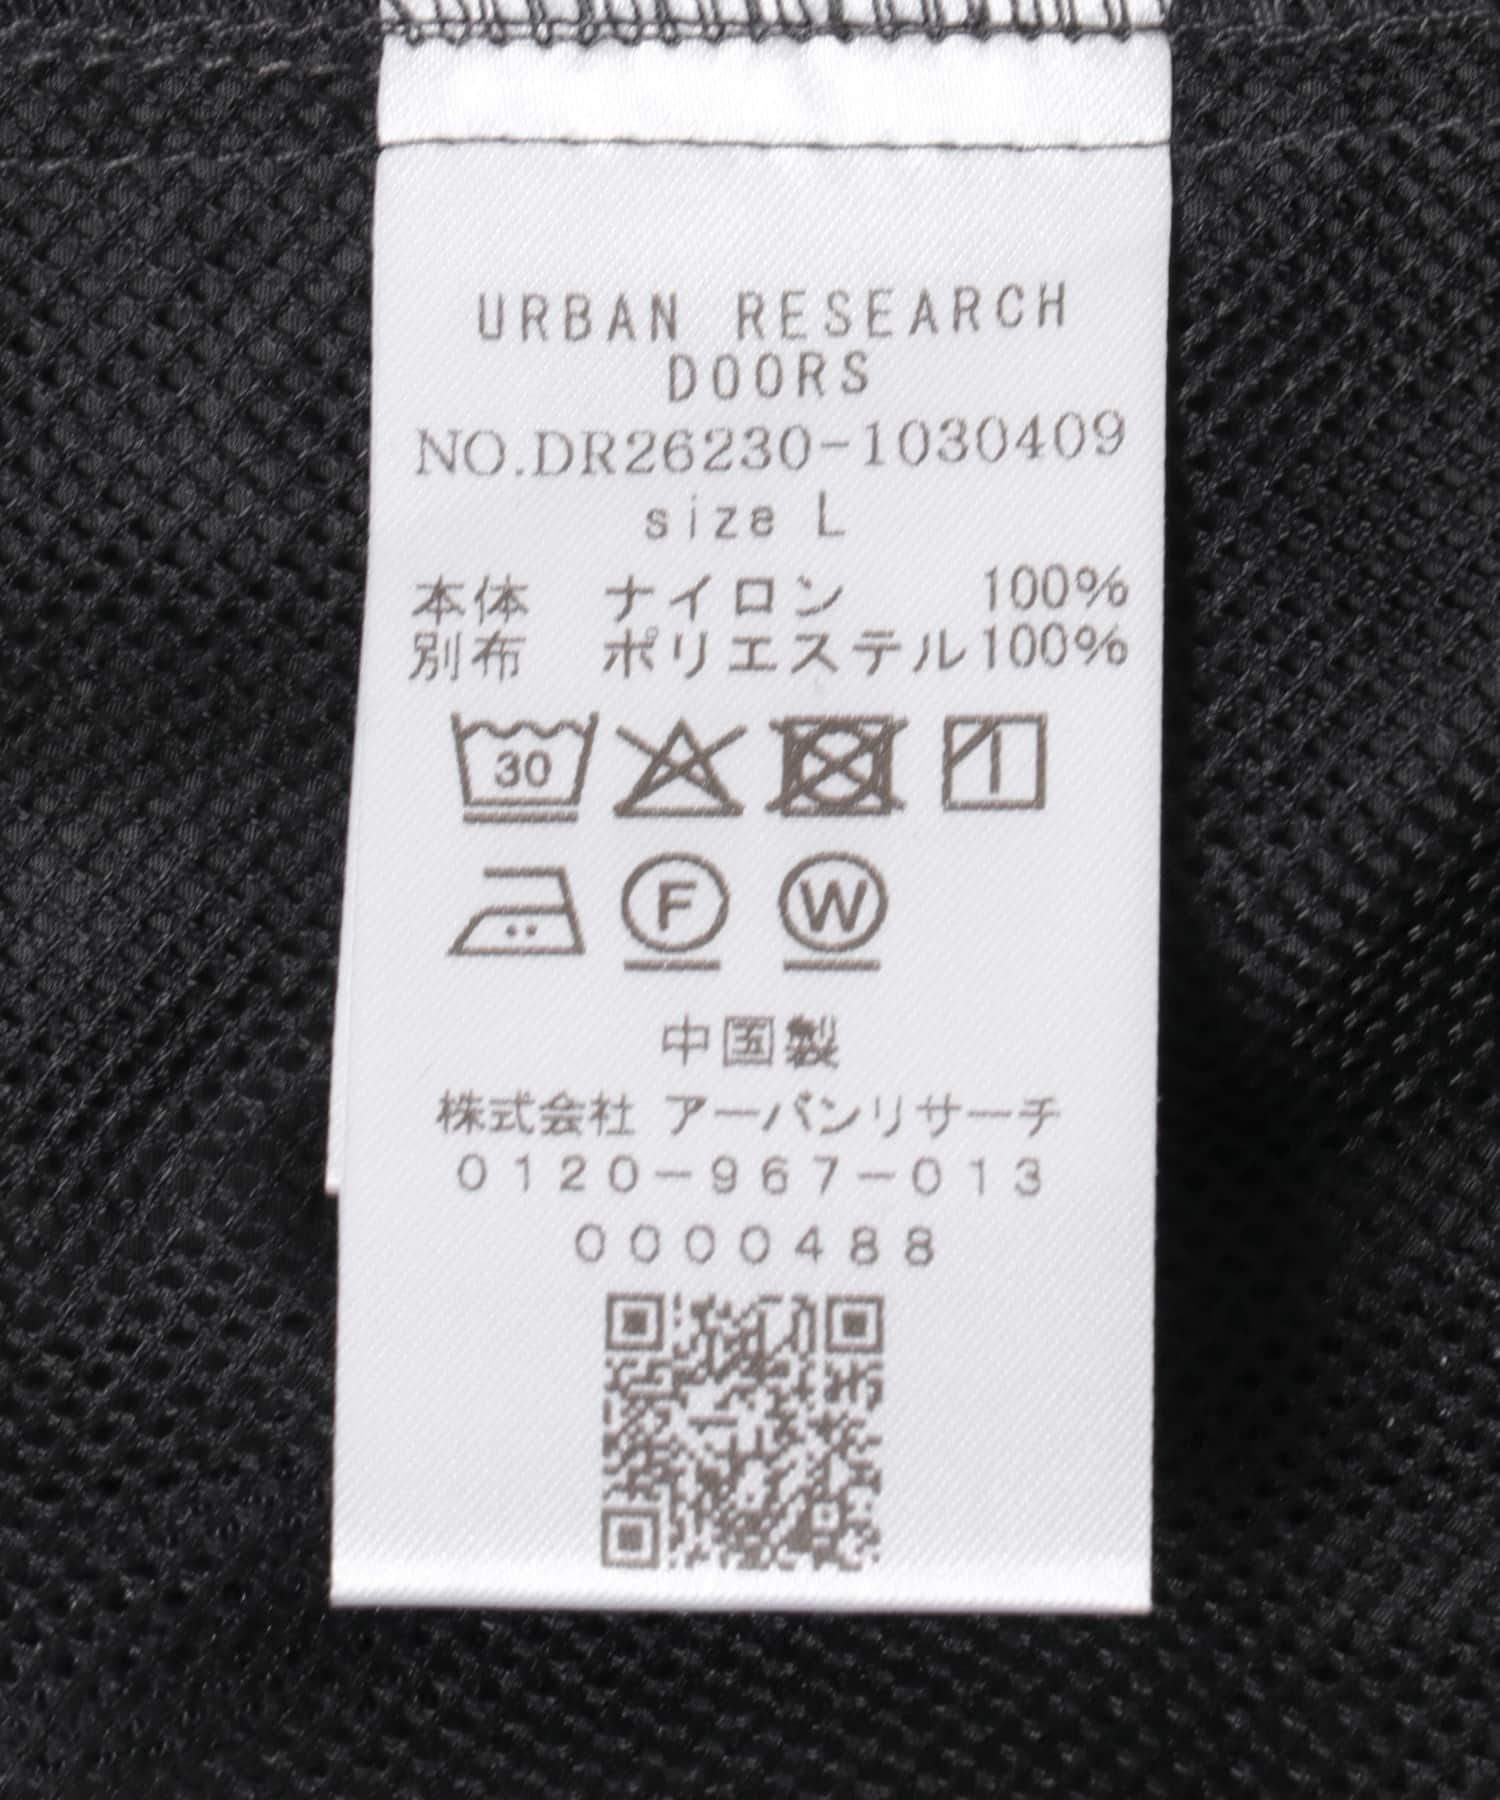 URBAN RESEARCH
DOORS
NO.DR26230-1030409
size L
本体 ナイロン 100%
別布 ポリエステル100%
30
F W
中国製
株式会社 アーバンリサーチ
0120-967-013
0000488